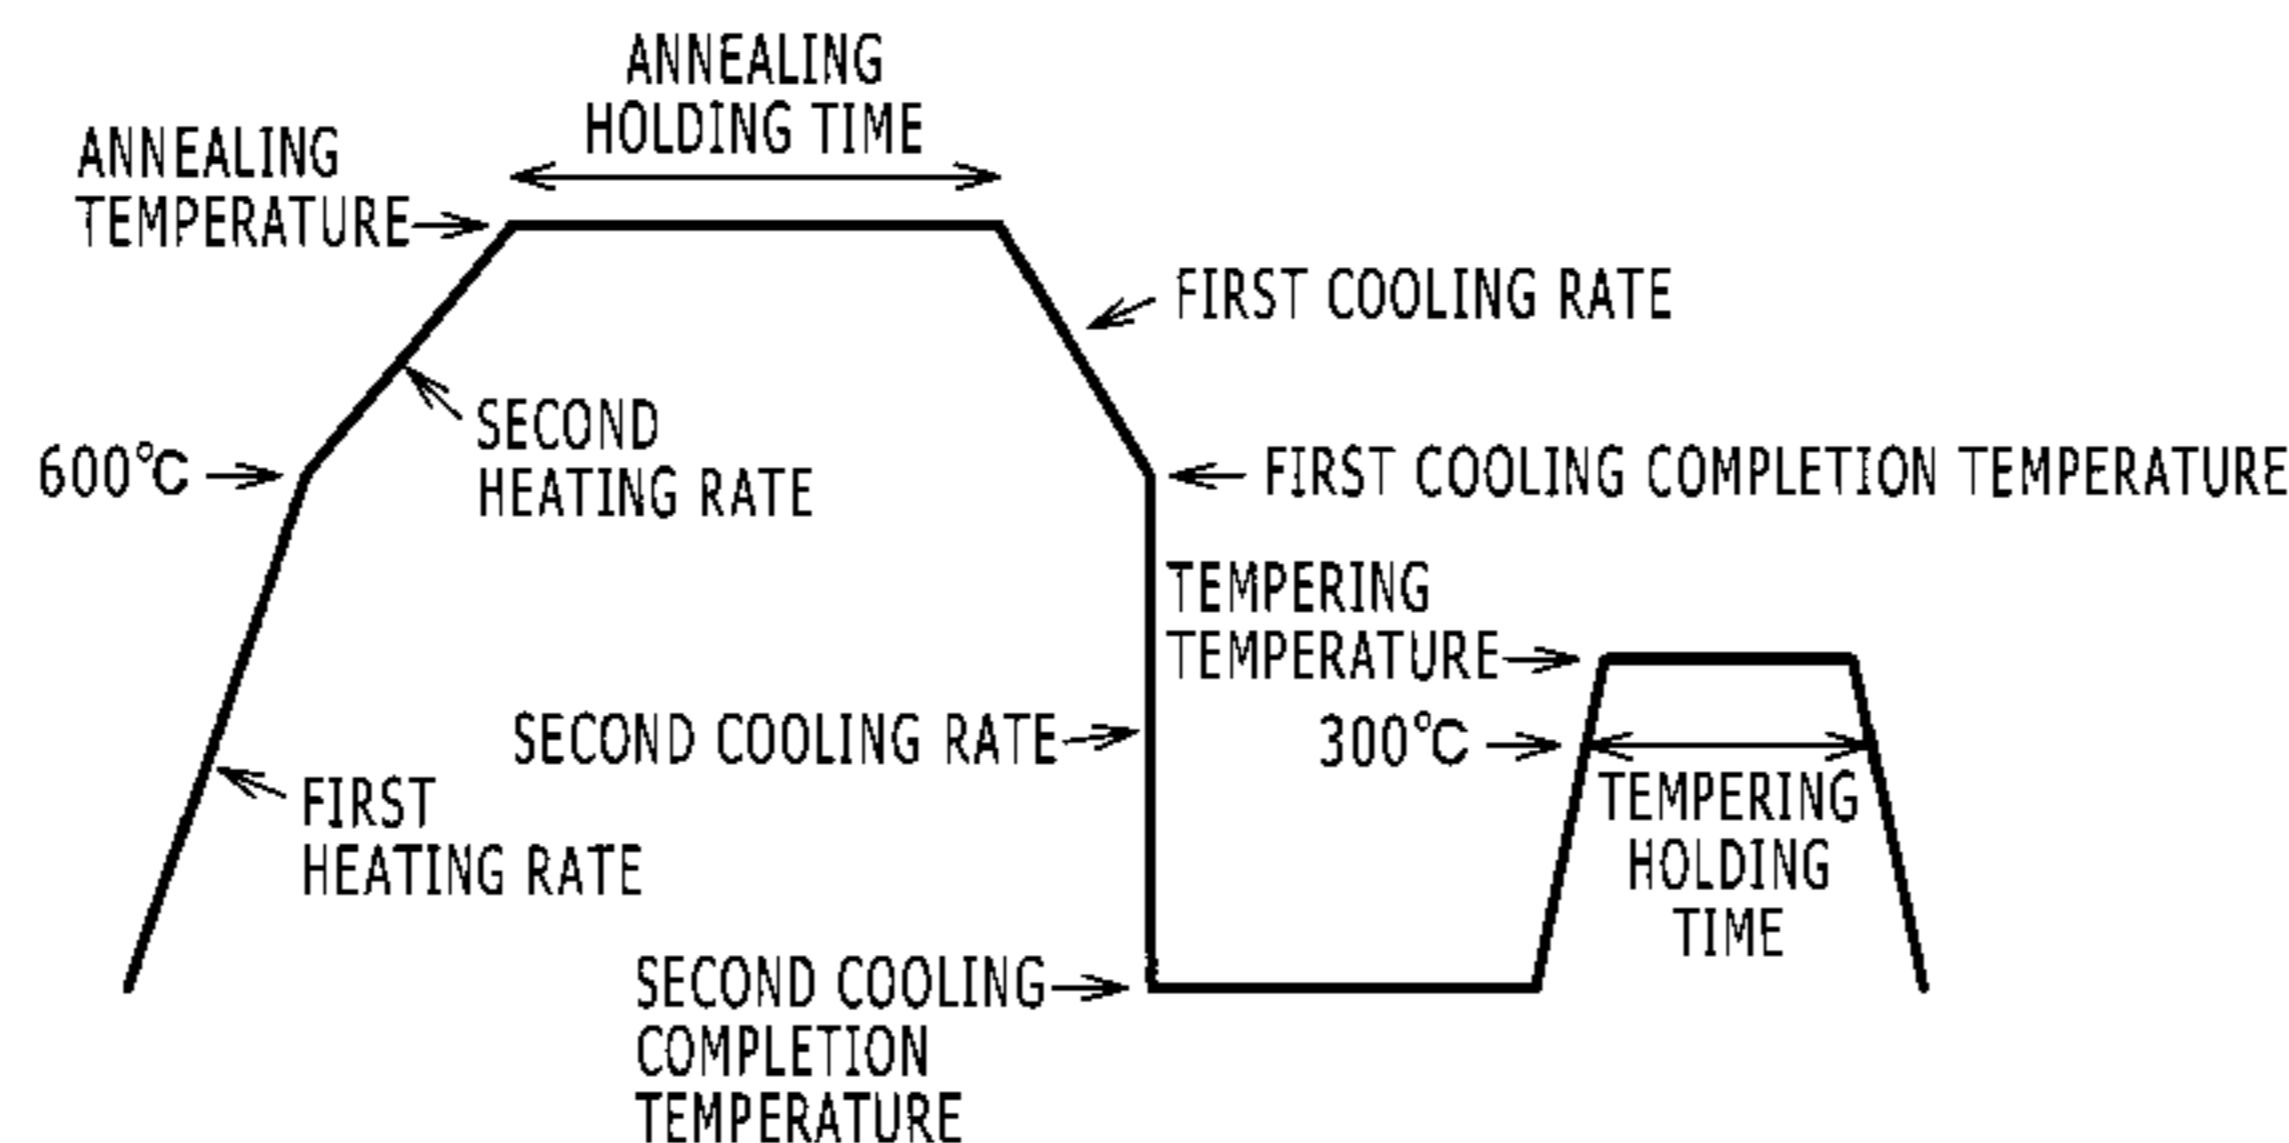 ANNEALING
HOLDING TIME
ANNEALING
TEMPERATURE
FIRST COOLING RATE
SECOND
HEATING RATE
600℃
FIRST COOLING COMPLETION TEMPERATURE
TEMPERING
TEMPERATURE
SECOND COOLING RATE
300℃
FIRST
HEATING RATE
TEMPERING
HOLDING
TIME
SECOND COOLING
COMPLETION
TEMPERATURE